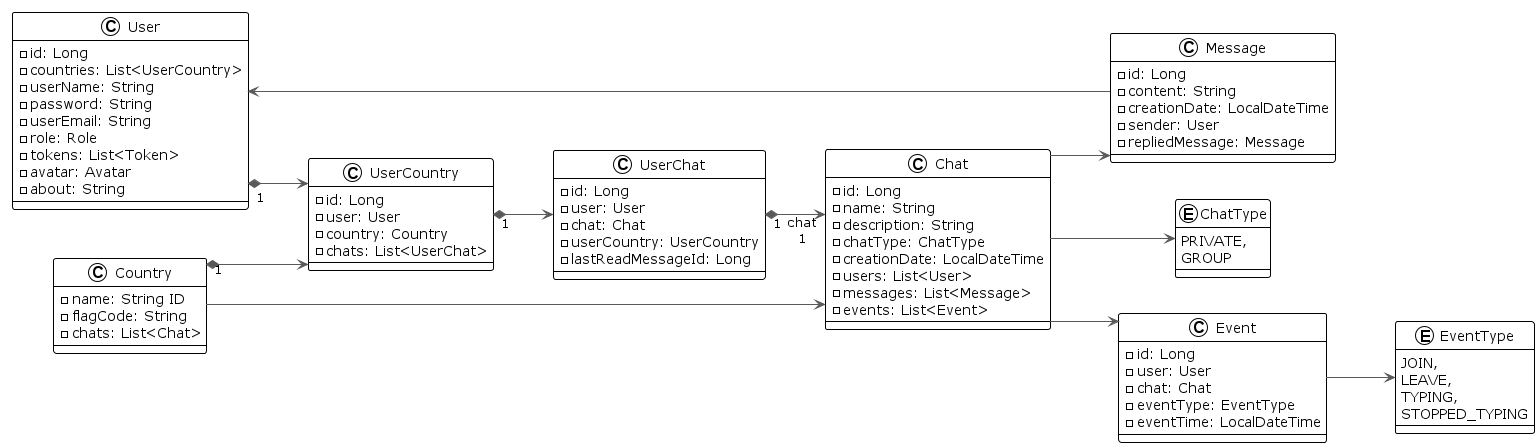 C User
id: Long
countries: List<UserCountry>
userName: String
password: String
userEmail: String
role: Role
tokens: List<Token>
avatar: Avatar
about: String
1
C Country
name: String ID
flagCode: String
chats: List<Chat>
1
C UserCountry
id: Long
user: User
country: Country
chats: List<UserChat>
1
C UserChat
id: Long
user: User
chat: Chat
userCountry: UserCountry
lastReadMessageId: Long
1
chat
1
C Chat
id: Long
name: String
description: String
chatType: ChatType
creationDate: LocalDateTime
users: List<User>
messages: List<Message>
events: List<Event>
C Message
id: Long
content: String
creationDate: LocalDateTime
sender: User
repliedMessage: Message
E ChatType
PRIVATE,
GROUP
C Event
id: Long
user: User
chat: Chat
eventType: EventType
eventTime: LocalDateTime
E EventType
JOIN,
LEAVE,
TYPING,
STOPPED_TYPING